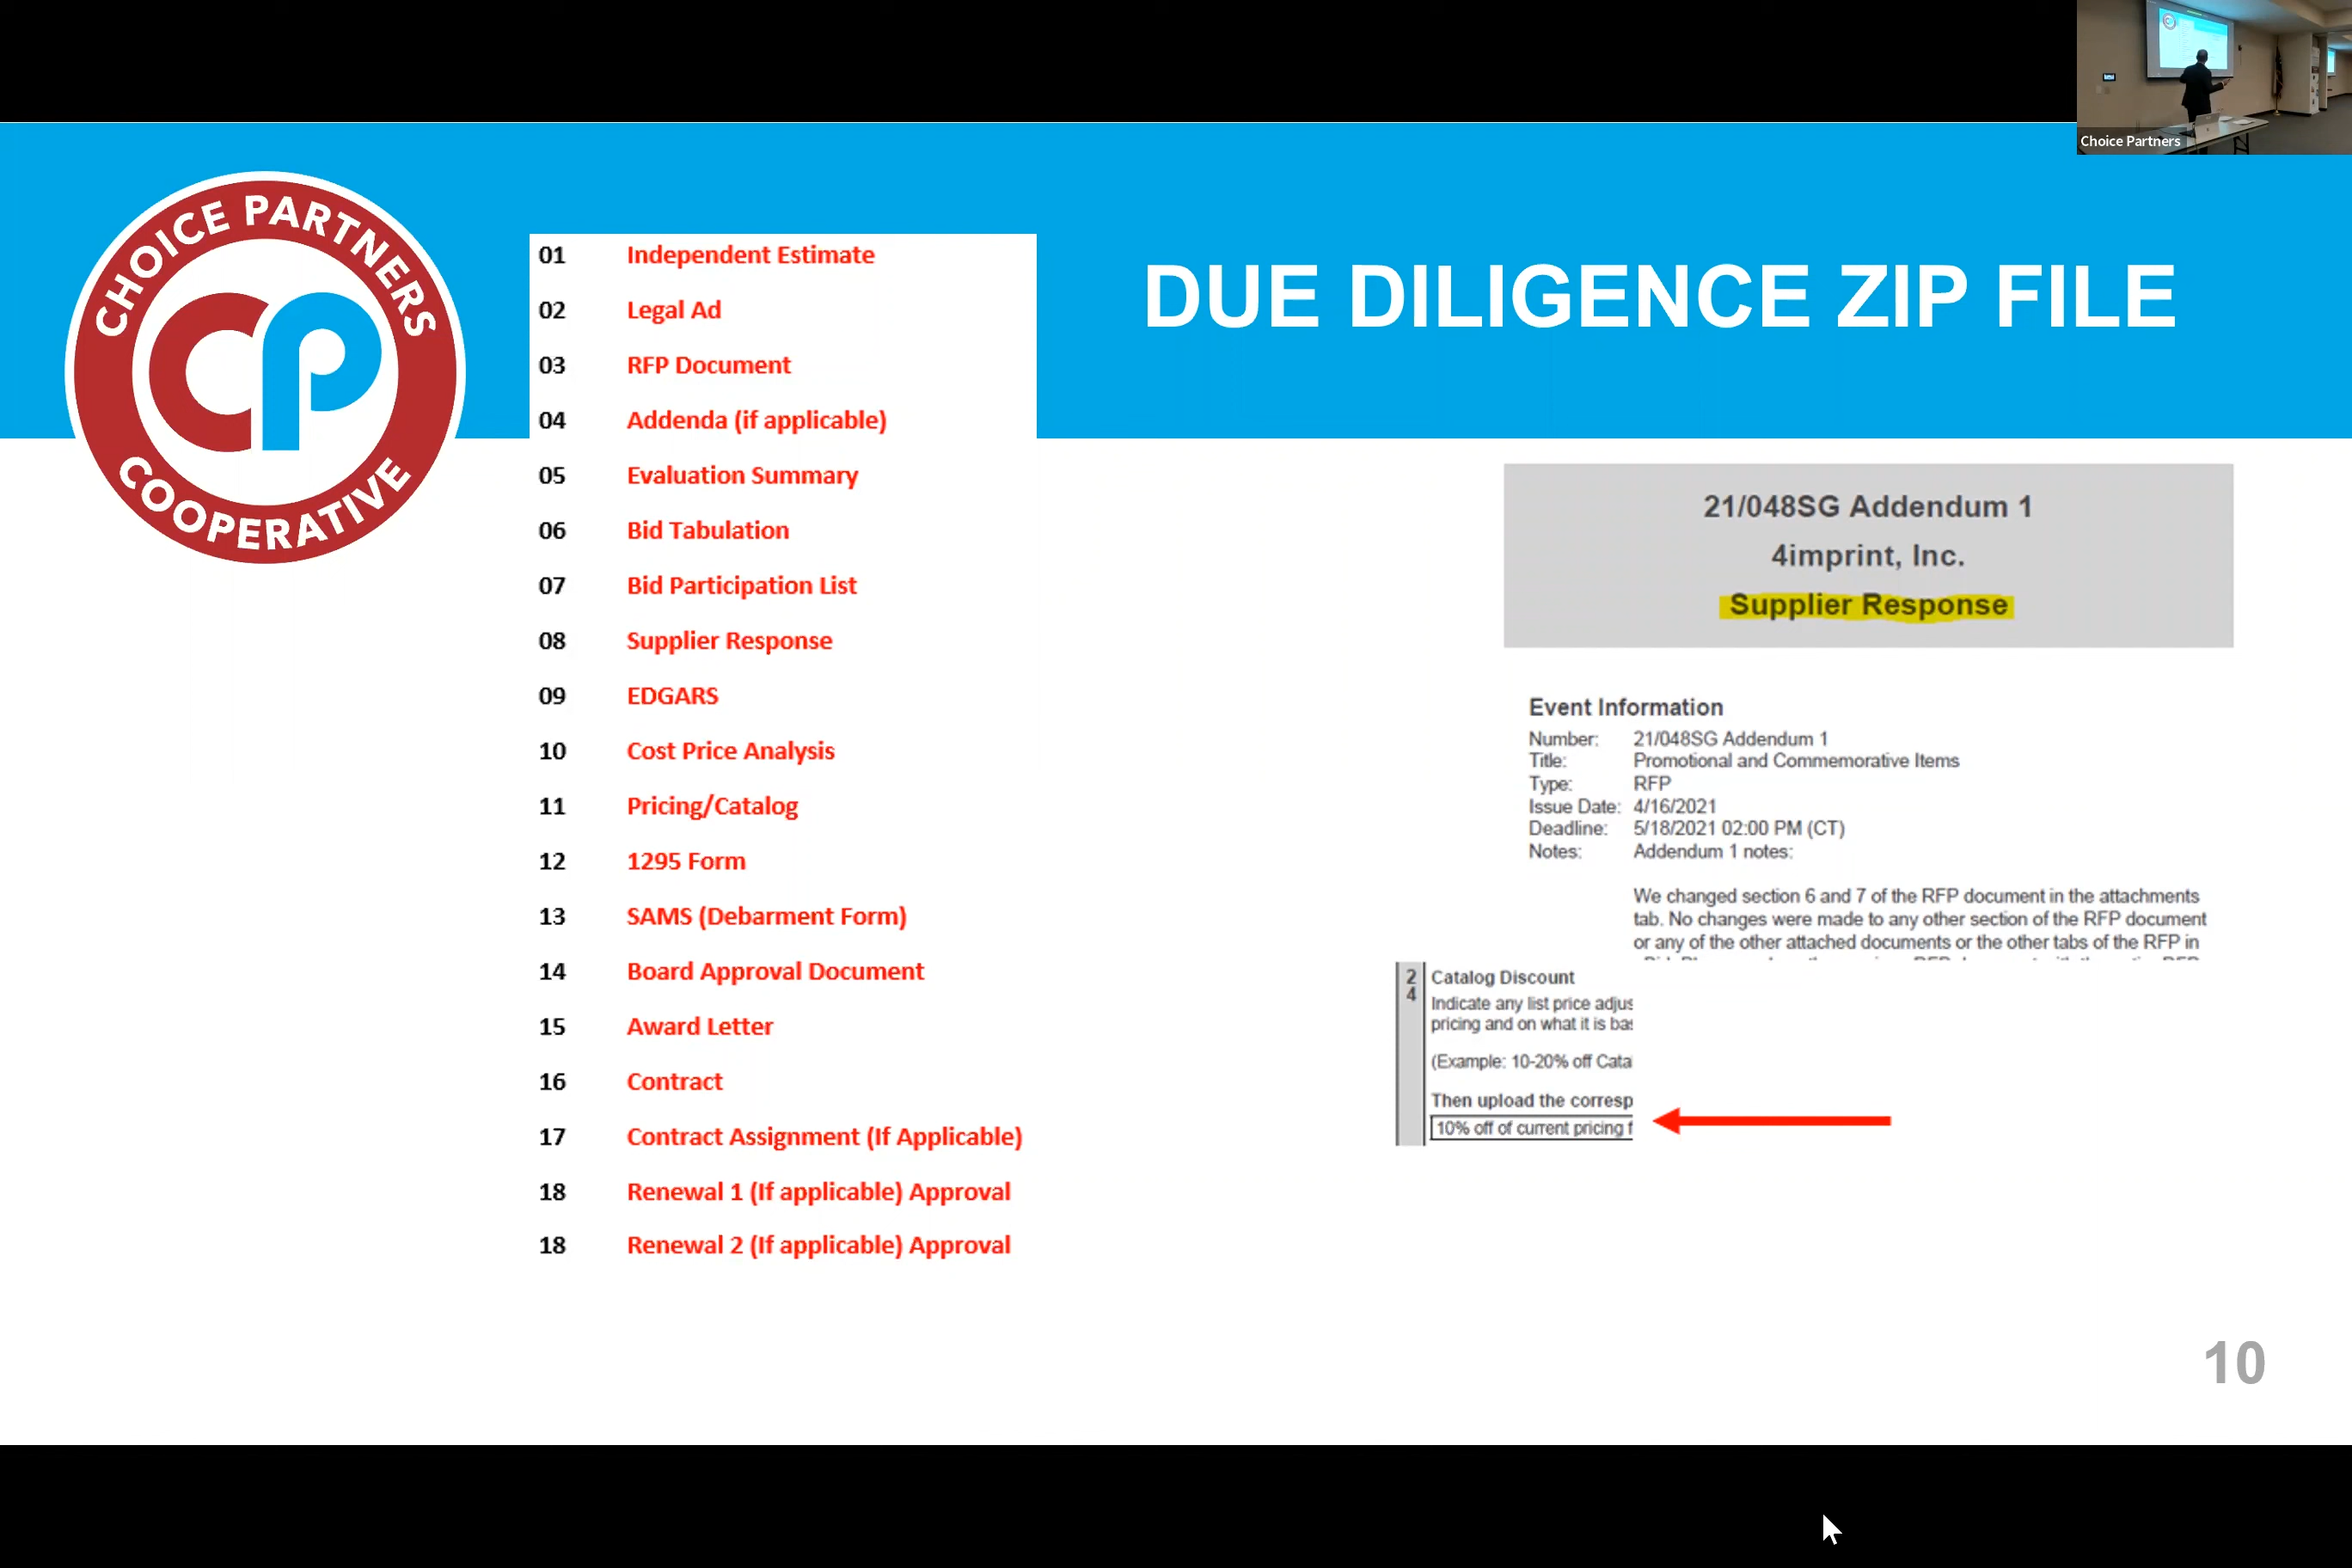 Choice Partners
CHOICE PARTNERS
CP
COOPERATIVE
DUE DILIGENCE ZIP FILE
01 Independent Estimate
02 Legal Ad
03 RFP Document
04 Addenda (if applicable)
05 Evaluation Summary
06 Bid Tabulation
07 Bid Participation List
08 Supplier Response
09 EDGARS
10 Cost Price Analysis
11 Pricing/Catalog
12 1295 Form
13 SAMS (Debarment Form)
14 Board Approval Document
15 Award Letter
16 Contract
17 Contract Assignment (If Applicable)
18 Renewal 1 (If applicable) Approval
18 Renewal 2 (If applicable) Approval
21/048SG Addendum 1
4imprint, Inc.
Supplier Response
Event Information
Number: 21/048SG Addendum 1
Title: Promotional and Commemorative Items
Type: RFP
Issue Date: 4/16/2021
Deadline: 5/18/2021 02:00 PM (CT)
Notes: Addendum 1 notes:
We changed section 6 and 7 of the RFP document in the attachments
tab. No changes were made to any other section of the RFP document
or any of the other attached documents or the other tabs of the RFP in
2
4
Catalog Discount
Indicate any list price adjus
pricing and on what it is bas
(Example: 10-20% off Cata
Then upload the corresp
10% off of current pricing f
10